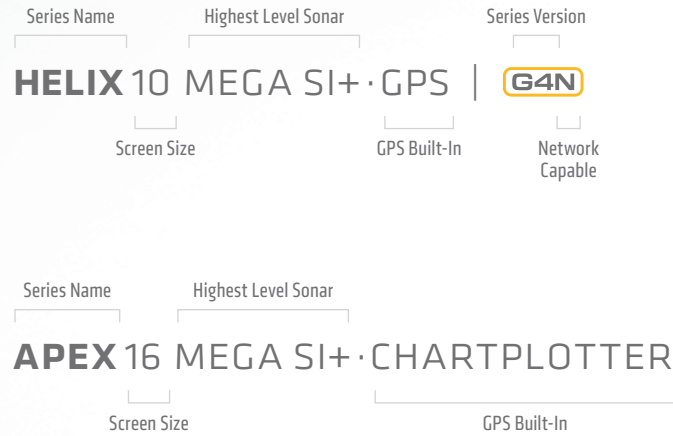 Series Name Highest Level Sonar Series Version
HELIX 10 MEGA SI+·GPS | G4N
Screen Size GPS Built-In Network
Capable
Series Name Highest Level Sonar
APEX 16 MEGA SI+·CHARTPLOTTER
Screen Size GPS Built-In